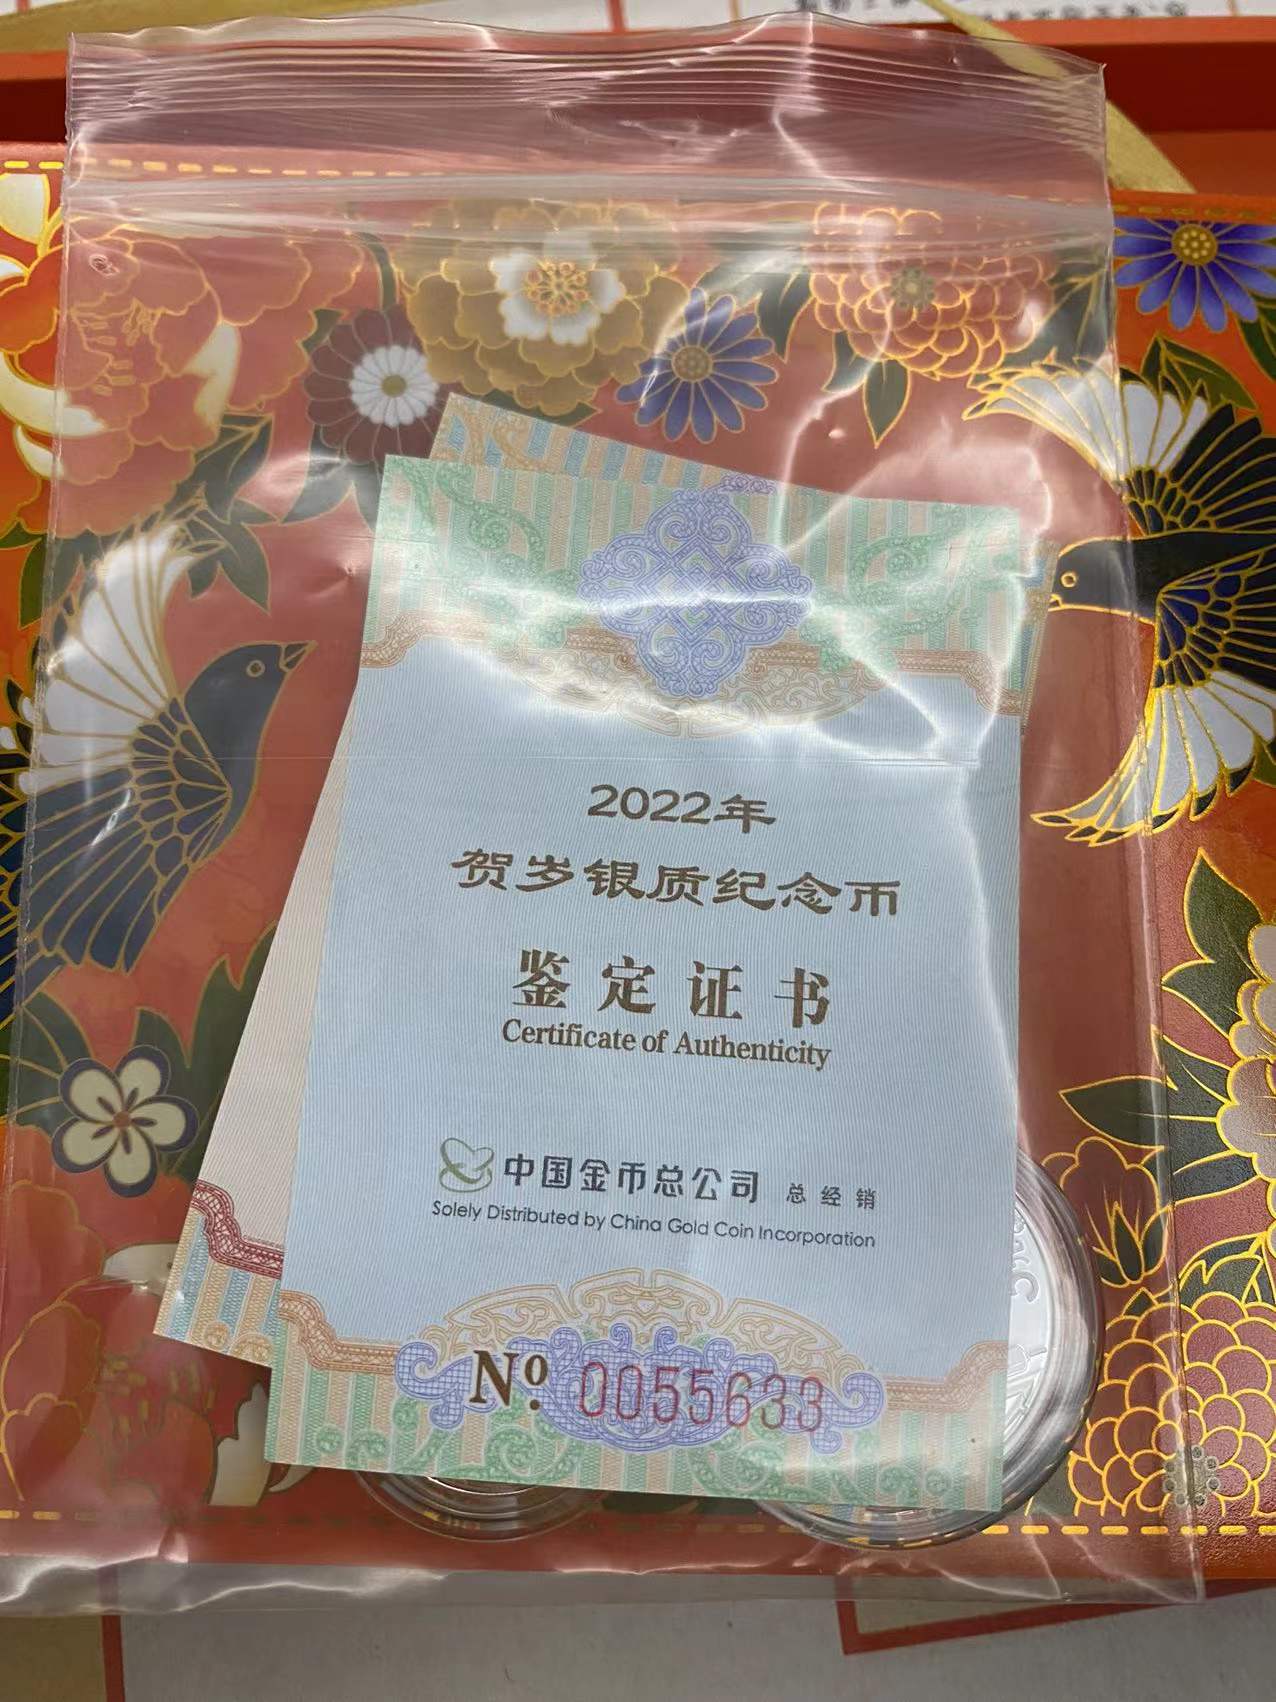 2022年
贺岁银质纪念币
鉴定证书
Certificate of Authenticity
中国金币总公司 总经销
Solely Distributed by China Gold Coin Incorporation
Nº. 0055633